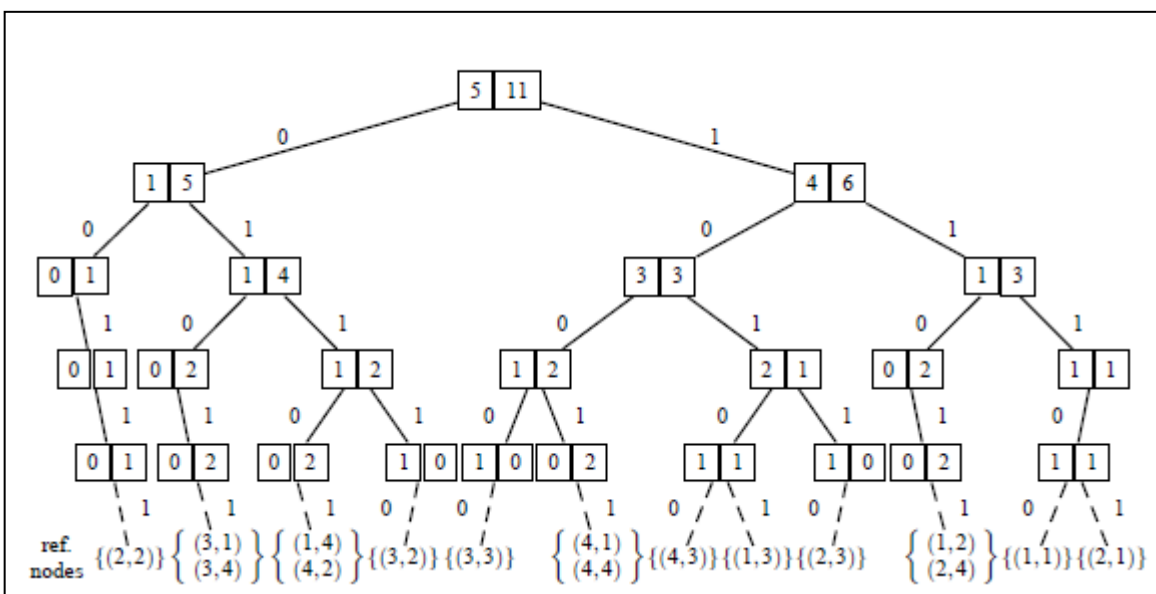 5 11
0 1
1 5 4 6
0 1 0 1
0 1 1 4 3 3 1 3
1 0 1 0 1 0 1
0 1 0 2 1 2 1 2 2 1 0 2 1 1
1 1 0 1 0 1 0 1 1 0
0 1 0 2 0 2 1 0 1 0 0 2 1 1 1 0 0 2 1 1
1 1 1 0 0 1 0 1 0 1 0 1
ref. nodes {(2,2)} { (3,1) (3,4) } { (1,4) (4,2) } {(3,2)} {(3,3)} { (4,1) (4,4) } {(4,3)} {(1,3)} {(2,3)} { (1,2) (2,4) } {(1,1)} {(2,1)}